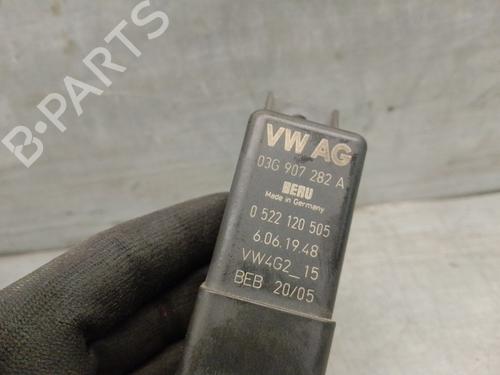 VW AG
03G 907 282 A
BERU
Made in Germany
0 522 120 505
6.06.19.48
VW4G2_15
BEB 20/05
B-PARTS